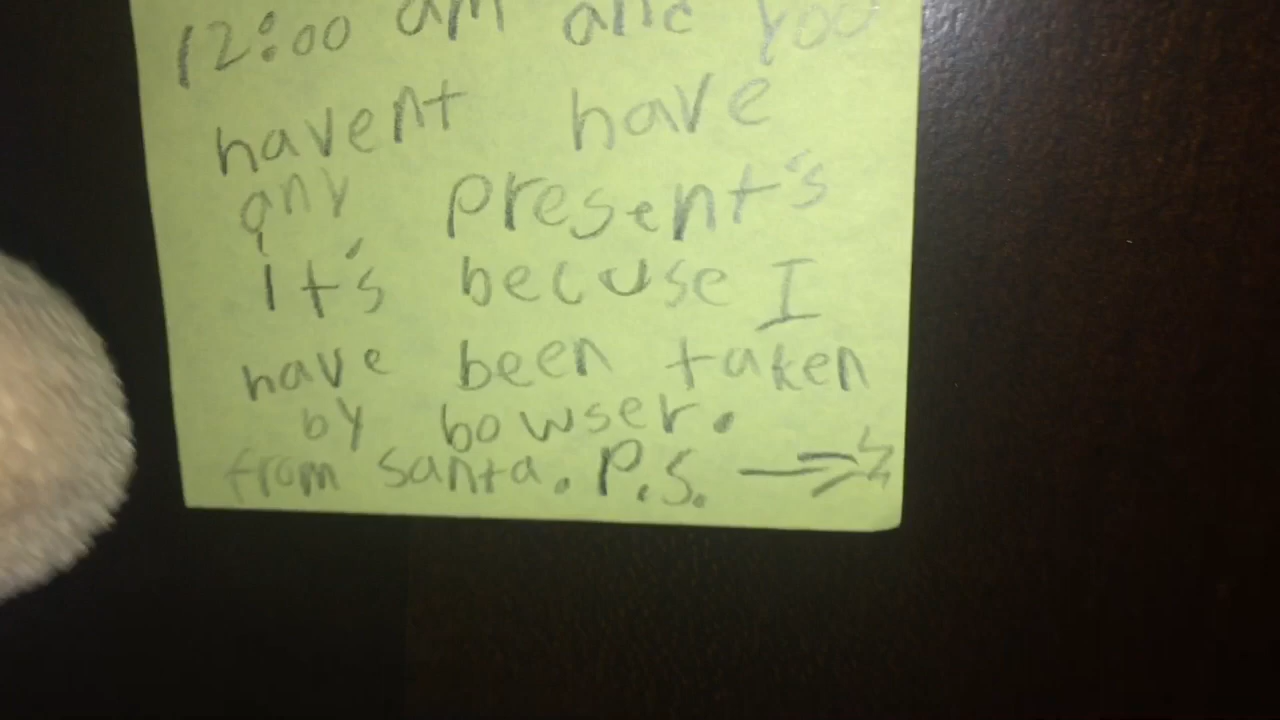 12:00 am and you
havent have
any present's
it's becuse I
have been taken
by bowser.
from santa. P.S.